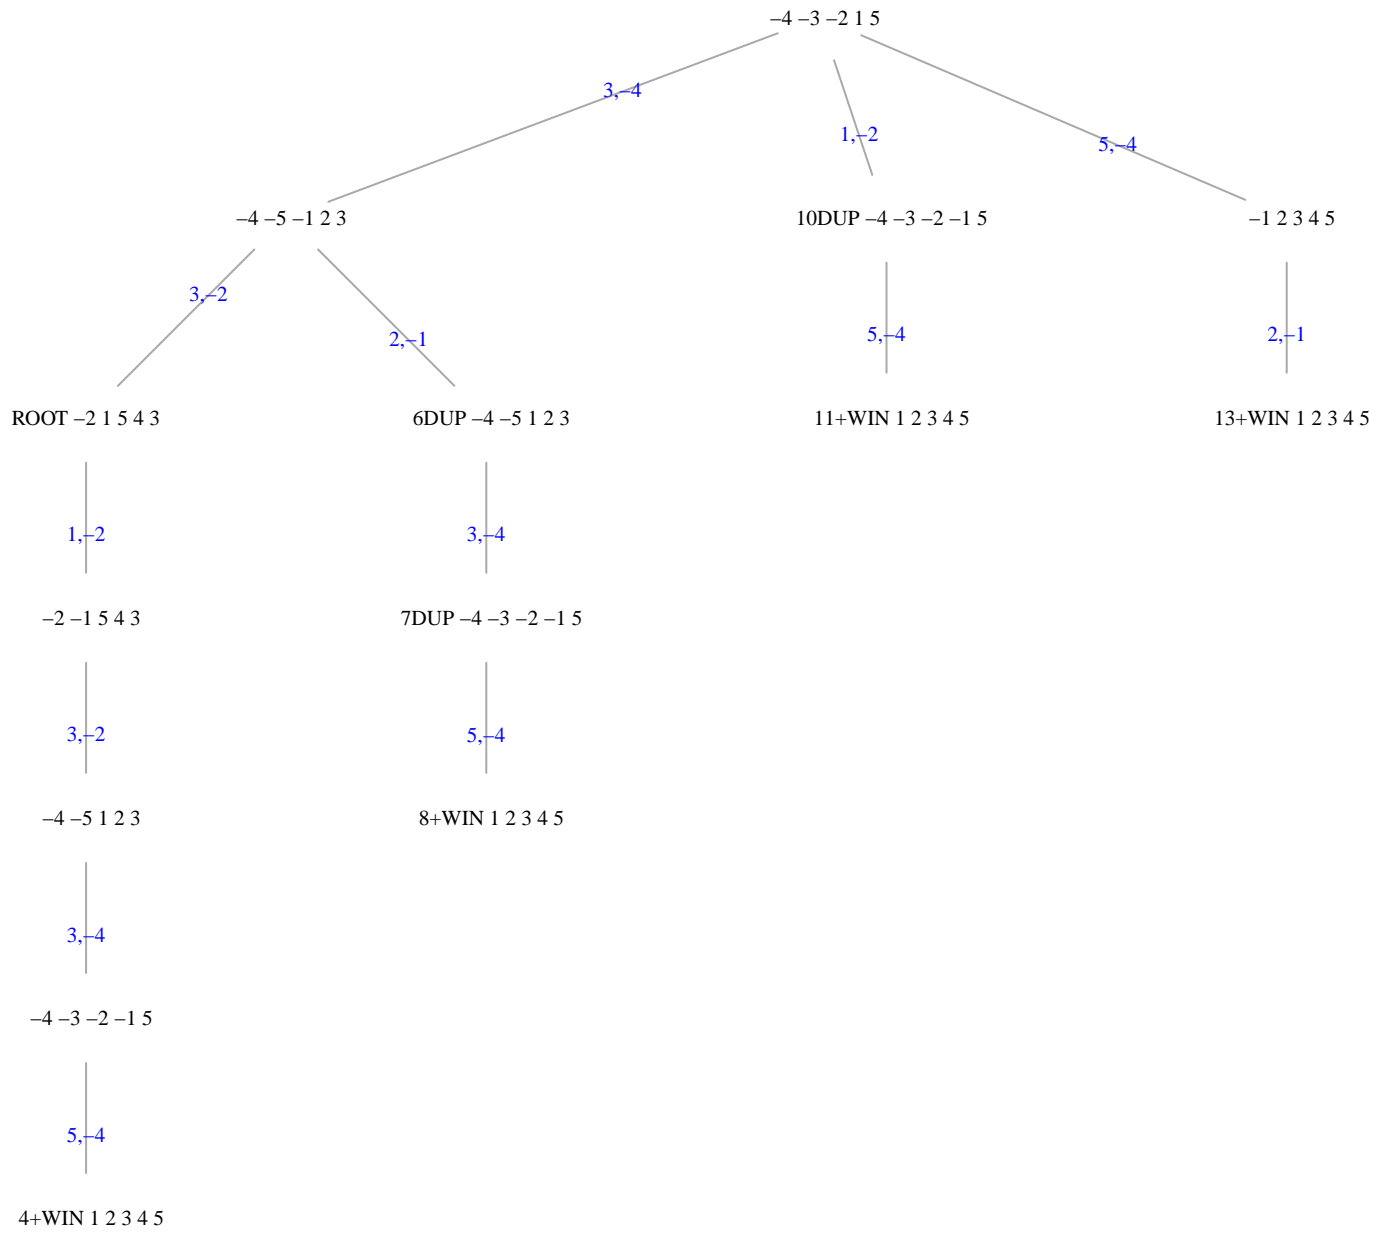 –4 –3 –2 1 5
3,–4
1,–2
5,–4
–4 –5 –1 2 3
10DUP –4 –3 –2 –1 5
–1 2 3 4 5
3,–2
2,–1
5,–4
2,–1
ROOT –2 1 5 4 3
6DUP –4 –5 1 2 3
11+WIN 1 2 3 4 5
13+WIN 1 2 3 4 5
1,–2
3,–4
–2 –1 5 4 3
7DUP –4 –3 –2 –1 5
3,–2
5,–4
–4 –5 1 2 3
8+WIN 1 2 3 4 5
3,–4
–4 –3 –2 –1 5
5,–4
4+WIN 1 2 3 4 5